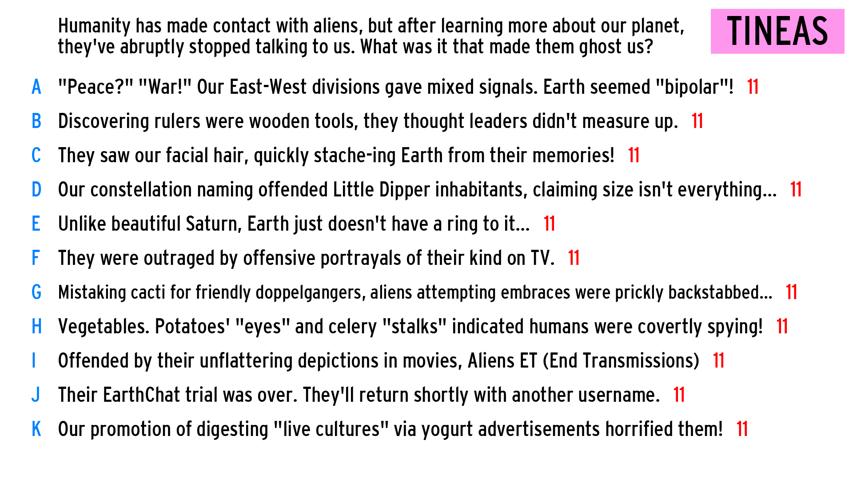 Humanity has made contact with aliens, but after learning more about our planet,
they've abruptly stopped talking to us. What was it that made them ghost us?
TINEAS
A "Peace?" "War!" Our East-West divisions gave mixed signals. Earth seemed "bipolar"! 11
B Discovering rulers were wooden tools, they thought leaders didn't measure up. 11
C They saw our facial hair, quickly stache-ing Earth from their memories! 11
D Our constellation naming offended Little Dipper inhabitants, claiming size isn't everything... 11
E Unlike beautiful Saturn, Earth just doesn't have a ring to it... 11
F They were outraged by offensive portrayals of their kind on TV. 11
G Mistaking cacti for friendly doppelgangers, aliens attempting embraces were prickly backstabbed... 11
H Vegetables. Potatoes' "eyes" and celery "stalks" indicated humans were covertly spying! 11
I Offended by their unflattering depictions in movies, Aliens ET (End Transmissions) 11
J Their EarthChat trial was over. They'll return shortly with another username. 11
K Our promotion of digesting "live cultures" via yogurt advertisements horrified them! 11